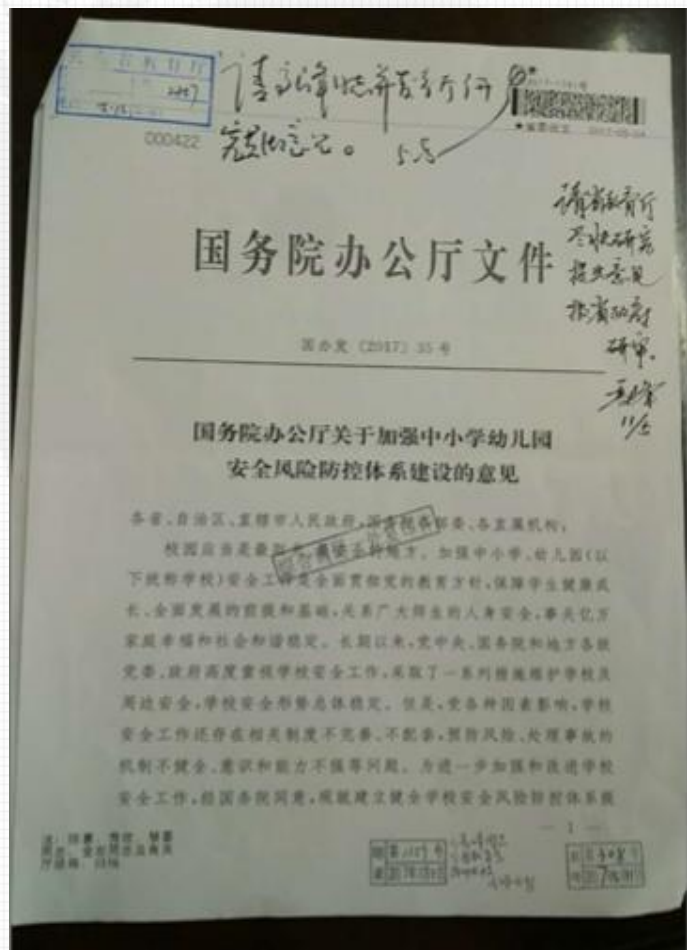 000422
国务院办公厅文件
国办发〔2017〕35号
国务院办公厅关于加强中小学幼儿园
安全风险防控体系建设的意见
各省、自治区、直辖市人民政府,国务院各部委、各直属机构:
校园应当是最阳光、最安全的地方。加强中小学、幼儿园(以
下统称学校)安全工作是全面贯彻党的教育方针,保障学生健康成
长、全面发展的前提和基础,关系广大师生的人身安全,事关亿万
家庭幸福和社会和谐稳定。长期以来,党中央、国务院和地方各级
党委、政府高度重视学校安全工作,采取了一系列措施维护学校及
周边安全,学校安全形势总体稳定。但是,受各种因素影响,学校
安全工作还存在相关制度不完善、不配套,预防风险、处理事故的
机制不健全、意识和能力不强等问题。为进一步加强和改进学校
安全工作,经国务院同意,现就建立健全学校安全风险防控体系提
— 1 —
请省教育厅
尽快研究
提出意见
报省政府
研审。
11/5